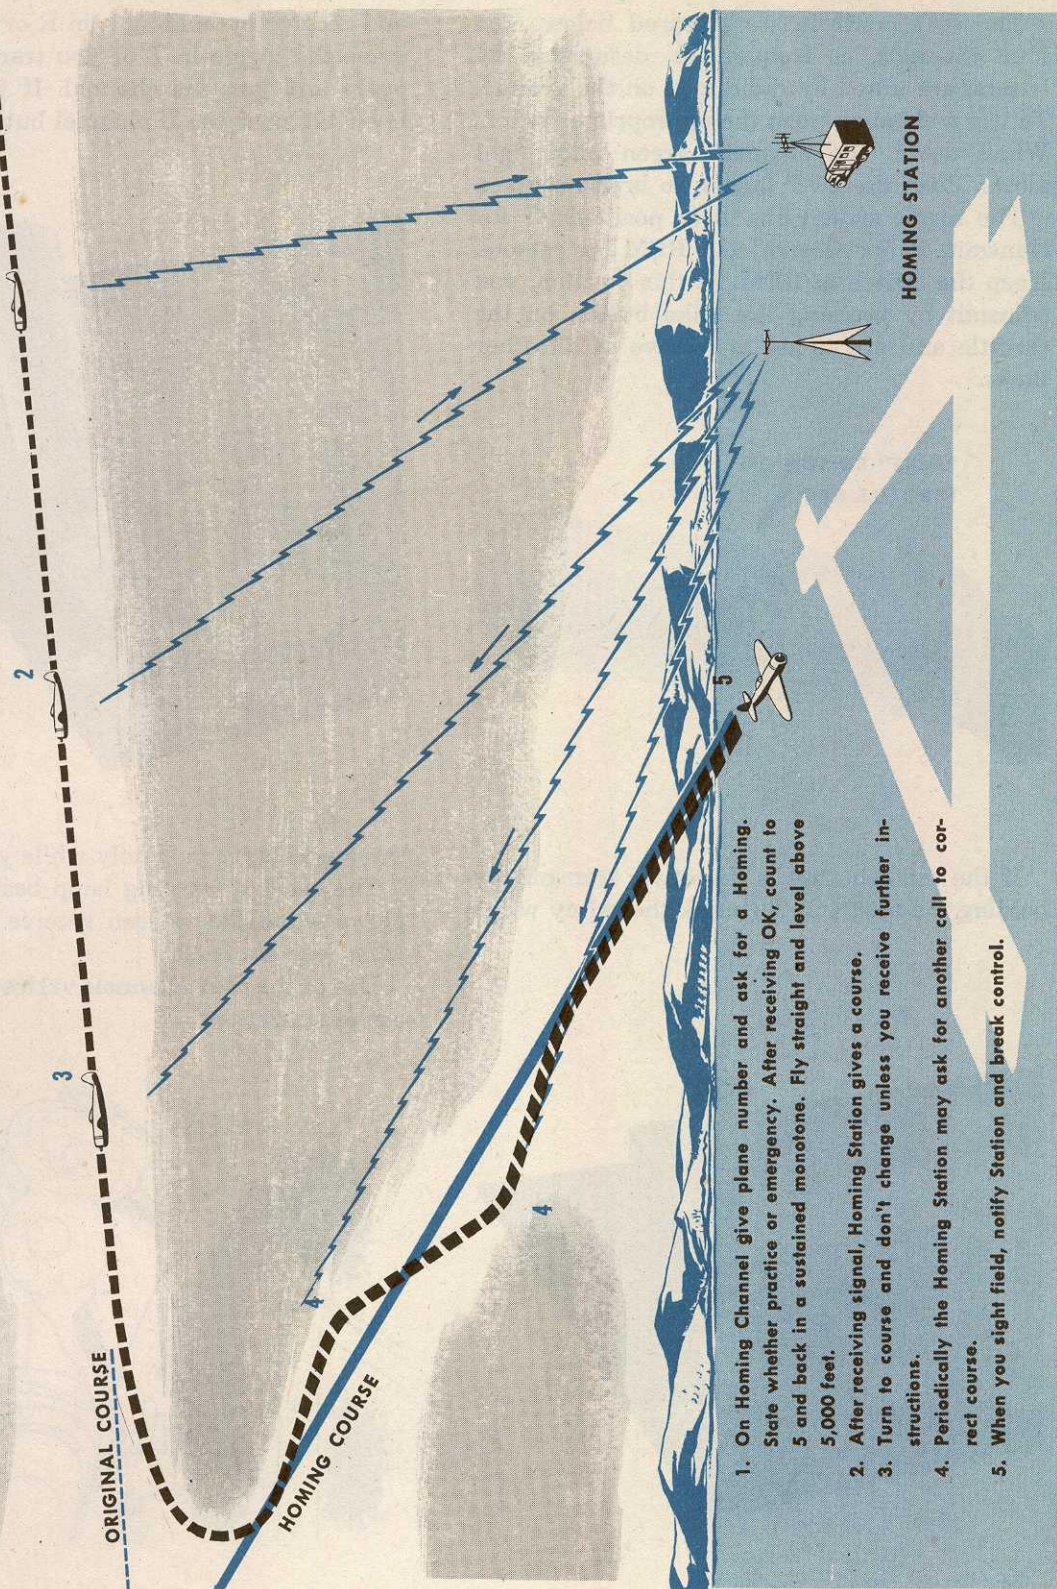 ORIGINAL COURSE
HOMING COURSE
2
3
4
4
5
HOMING STATION
1. On Homing Channel give plane number and ask for a Homing.
State whether practice or emergency. After receiving OK, count to
5 and back in a sustained monotone. Fly straight and level above
5,000 feet.
2. After receiving signal, Homing Station gives a course.
3. Turn to course and don't change unless you receive further in-
structions.
4. Periodically the Homing Station may ask for another call to cor-
rect course.
5. When you sight field, notify Station and break control.